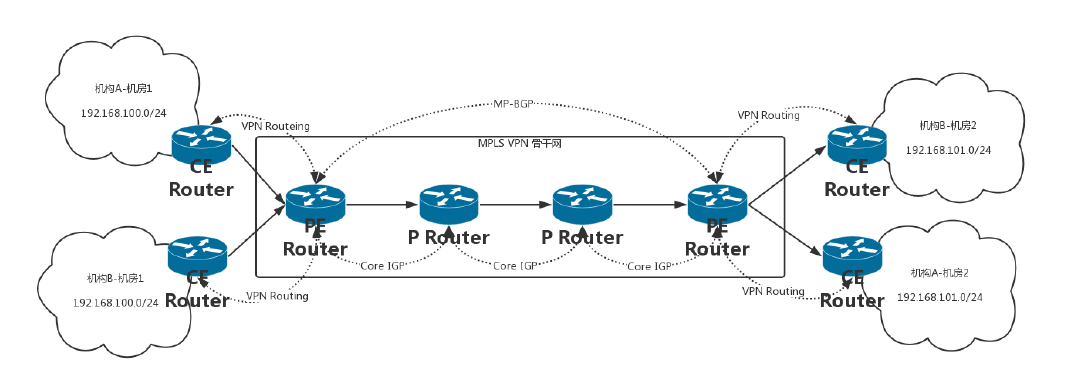 机构A-机房1
192.168.100.0/24
VPN Routeing
CE
Router
MP-BGP
MPLS VPN 骨干网
VPN Routing
机构B-机房2
192.168.101.0/24
CE
Router
PE
Router
P Router
P Router
PE
Router
Core IGP
Core IGP
Core IGP
机构B-机房1
192.168.100.0/24
CE
Router
VPN Routing
VPN Routing
CE
Router
机构A-机房2
192.168.101.0/24